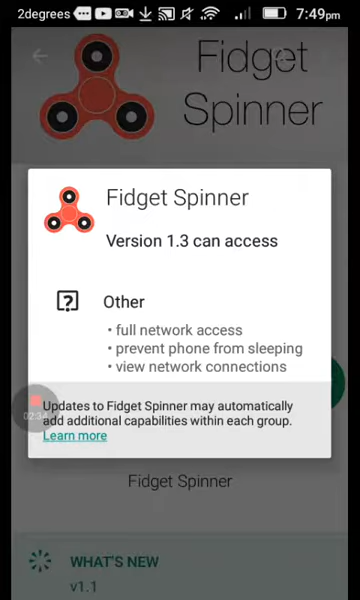 2degrees 7:49pm
Fidget
Spinner
Fidget Spinner
Version 1.3 can access
Other
• full network access
• prevent phone from sleeping
• view network connections
02:34
Updates to Fidget Spinner may automatically
add additional capabilities within each group.
Learn more
Fidget Spinner
WHAT'S NEW
v1.1